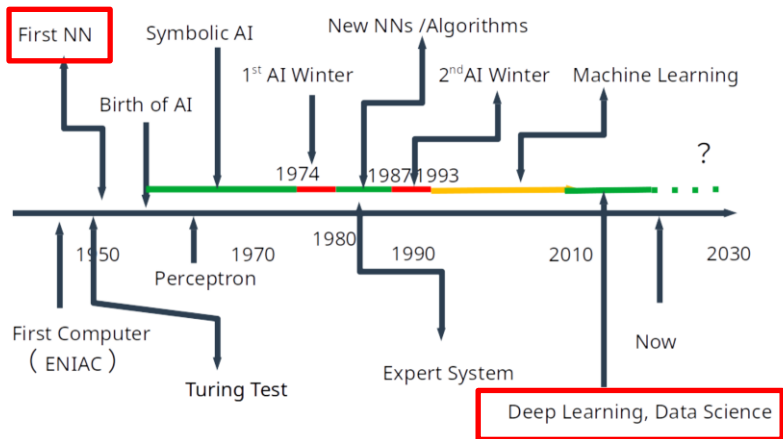 First NN
Symbolic AI
New NNs /Algorithms
1st AI Winter
2nd AI Winter
Machine Learning
Birth of AI
?
1974
1987
1993
1950
1970
1980
1990
2010
2030
Perceptron
First Computer
( ENIAC )
Now
Turing Test
Expert System
Deep Learning, Data Science